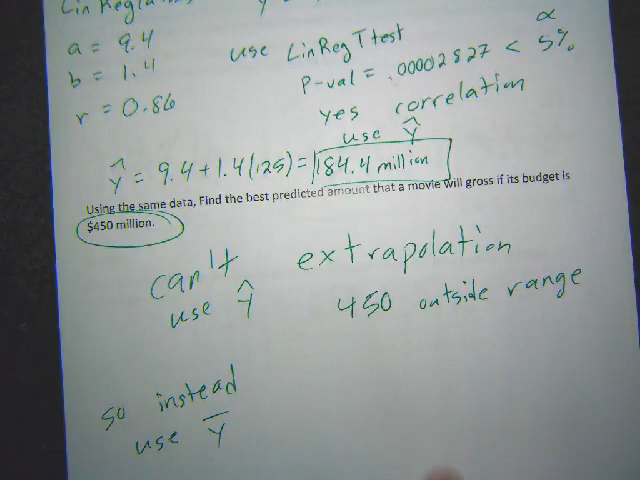 a = 9.4
use LinRegTtest
α
b = 1.4
P-val = .00002827 < 5%
r = 0.86
yes correlation
use ŷ
ŷ = 9.4 + 1.4(125) = 184.4 million
Using the same data, Find the best predicted amount that a movie will gross if its budget is
$450 million.
can't extrapolation
use ŷ 450 outside range
so instead
use y̅